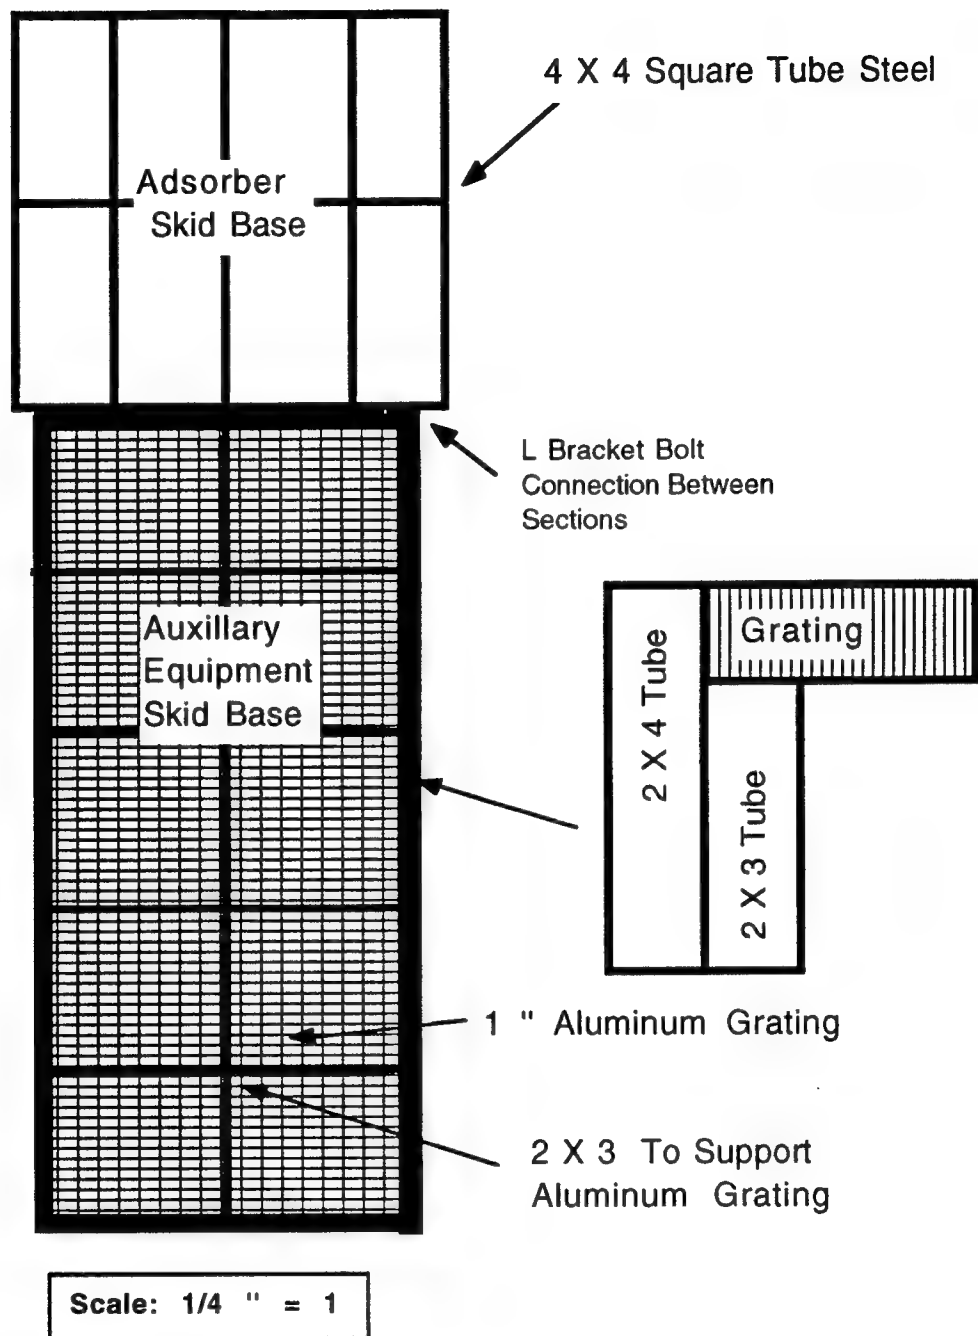 4 X 4 Square Tube Steel
Adsorber
Skid Base
L Bracket Bolt
Connection Between
Sections
Auxillary
Equipment
Skid Base
2 X 4 Tube
Grating
2 X 3 Tube
1 " Aluminum Grating
2 X 3 To Support
Aluminum Grating
Scale: 1/4 " = 1